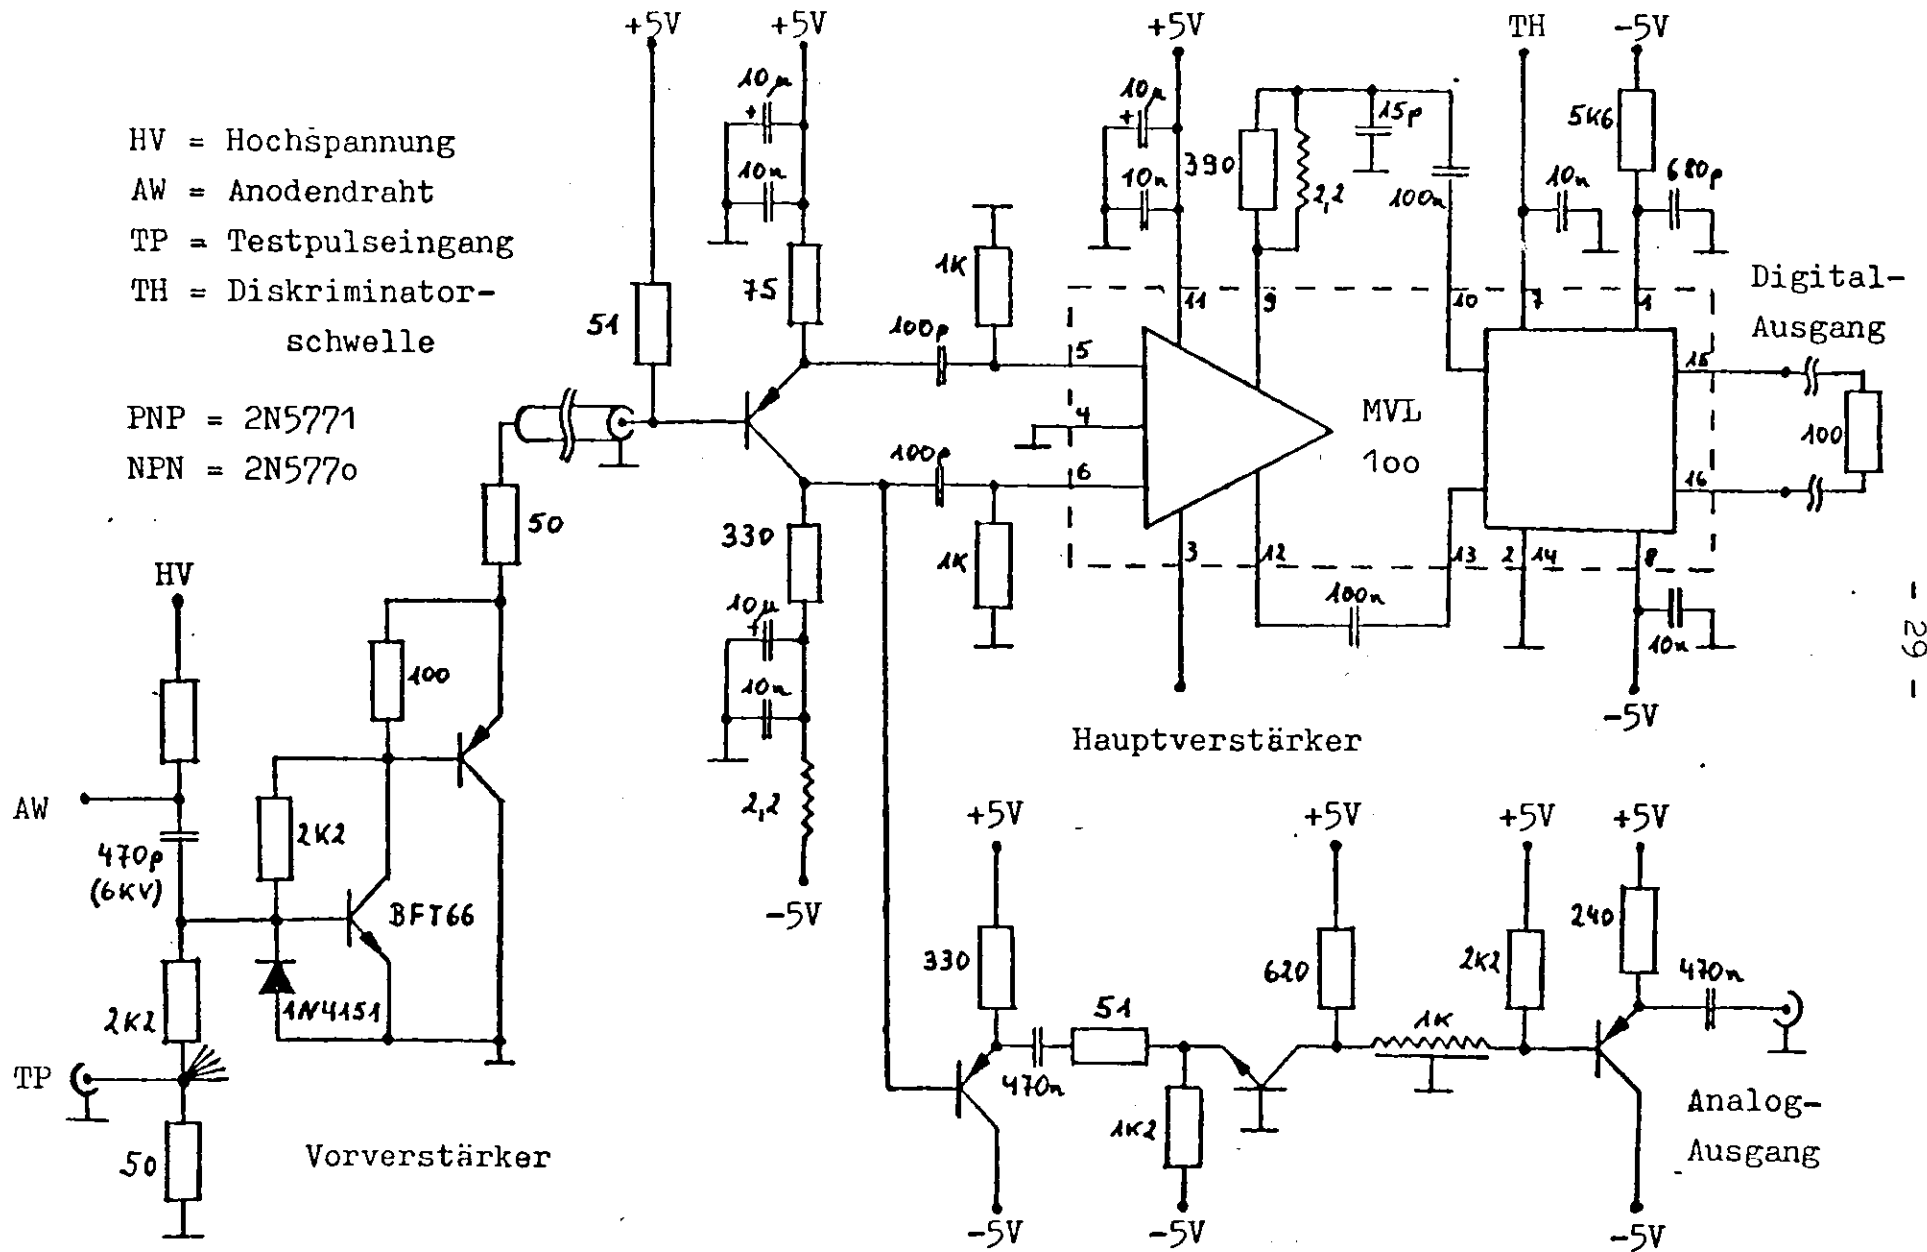 +5V
+5V
+5V
TH
-5V
10µ
+
10n
10µ
+
10n
390
2,2
15p
100n
5K6
10n
680p
HV = Hochspannung
AW = Anodendraht
TP = Testpulseingang
TH = Diskriminator-
schwelle
PNP = 2N5771
NPN = 2N577o
51
75
1K
100p
100p
1K
330
10µ
+
10n
2,2
-5V
11
9
10
7
1
5
4
6
3
12
13
2
14
8
15
16
MVL
1oo
100n
10n
-5V
Digital-
Ausgang
100
Hauptverstärker
- 29 -
50
HV
100
AW
470p
(6KV)
2K2
BFT66
2K2
1N4151
TP
50
Vorverstärker
+5V
+5V
+5V
+5V
330
620
2K2
240
470n
470n
51
1K
1K2
-5V
-5V
-5V
Analog-
Ausgang